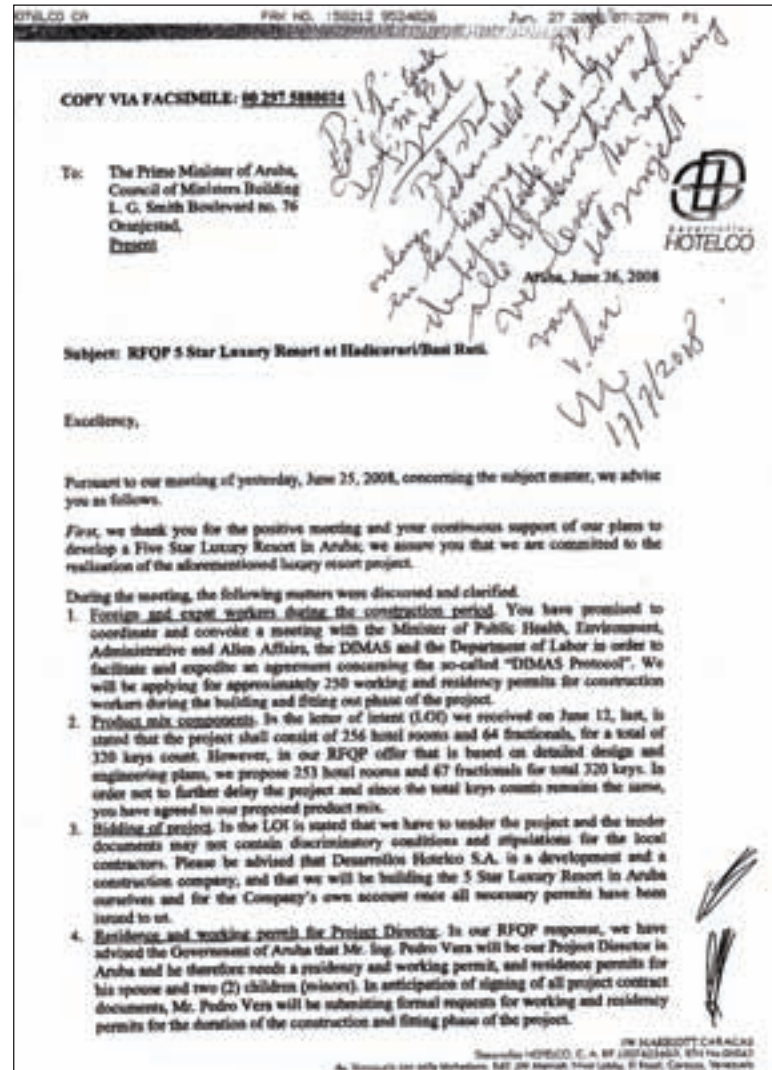 HOTELCO CA FAX NO. :58212 9524026 Jun. 27 2008 07:22PM P1
COPY VIA FACSIMILE: 00 297 5880024
To: The Prime Minister of Aruba,
Council of Ministers Building
L. G. Smith Boulevard no. 76
Oranjestad,
Present
HOTELCO
Aruba, June 26, 2008
Subject: RFQP 5 Star Luxury Resort at Hadicurari/Basi Ruti.
17/7/2008
Excellency,
Pursuant to our meeting of yesterday, June 25, 2008, concerning the subject matter, we advise
you as follows.
First, we thank you for the positive meeting and your continuous support of our plans to
develop a Five Star Luxury Resort in Aruba; we assure you that we are committed to the
realization of the aforementioned luxury resort project.
During the meeting, the following matters were discussed and clarified.
1. Foreign and expat workers during the construction period. You have promised to
coordinate and convoke a meeting with the Minister of Public Health, Environment,
Administrative and Alien Affairs, the DIMAS and the Department of Labor in order to
facilitate and expedite an agreement concerning the so-called "DIMAS Protocol". We
will be applying for approximately 250 working and residency permits for construction
workers during the building and fitting out phase of the project.
2. Product mix components. In the letter of intent (LOI) we received on June 12, last, is
stated that the project shall consist of 256 hotel rooms and 64 fractionals, for a total of
320 keys count. However, in our RFQP offer that is based on detailed design and
engineering plans, we propose 253 hotel rooms and 67 fractionals for total 320 keys. In
order not to further delay the project and since the total keys counts remains the same,
you have agreed to our proposed product mix.
3. Bidding of project. In the LOI is stated that we have to tender the project and the tender
documents may not contain discriminatory conditions and stipulations for the local
contractors. Please be advised that Desarrollos Hotelco S.A. is a development and a
construction company, and that we will be building the 5 Star Luxury Resort in Aruba
ourselves and for the Company's own account once all necessary permits have been
issued to us.
4. Residence and working permit for Project Director. In our RFQP response, we have
advised the Government of Aruba that Mr. Ing. Pedro Vera will be our Project Director in
Aruba and he therefore needs a residency and working permit, and residence permits for
his spouse and two (2) children (minors). In anticipation of signing of all project contract
documents, Mr. Pedro Vera will be submitting formal requests for working and residency
permits for the duration of the construction and fitting phase of the project.
JW MARRIOTT CARACAS
Desarrollos HOTELCO, C. A.